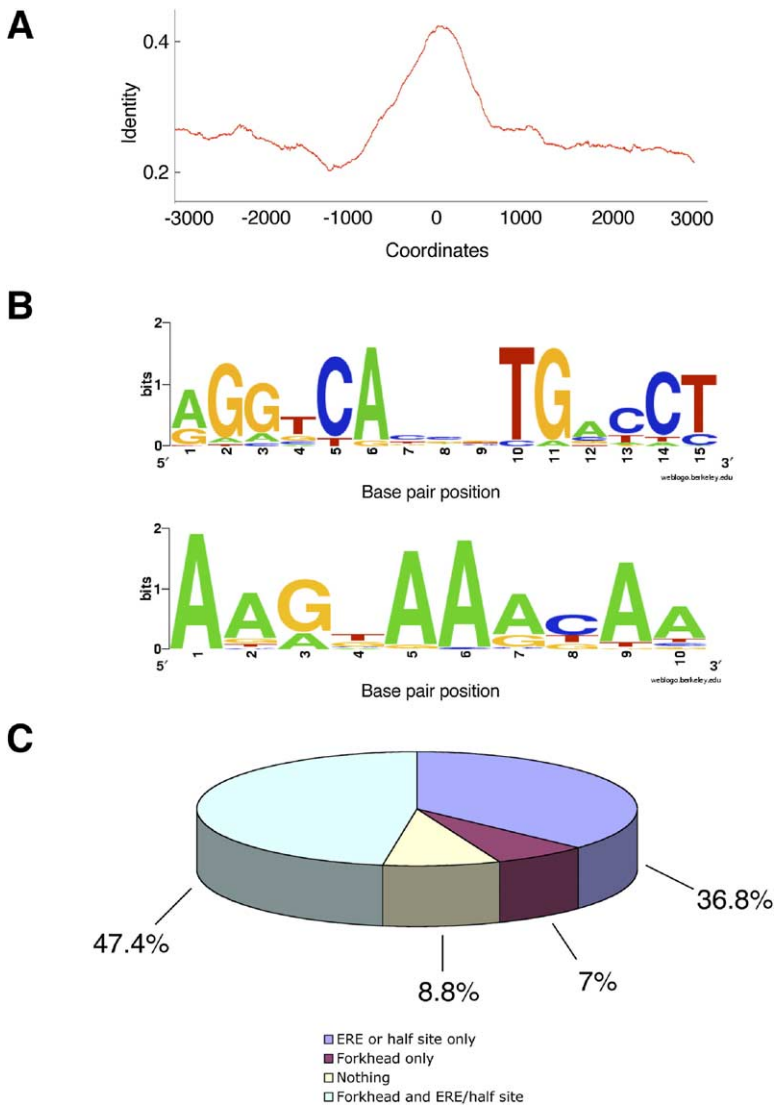 A
0.4
Identity
0.2
-3000 -2000 -1000 0 1000 2000 3000
Coordinates
B
2
bits
1
0
A G G T C A T G A C C T
5′ 1 2 3 4 5 6 7 8 9 10 11 12 13 14 15 3′
weblogo.berkeley.edu
Base pair position
2
bits
1
0
A A G T A A A C A A
5′ 1 2 3 4 5 6 7 8 9 10 3′
weblogo.berkeley.edu
Base pair position
C
36.8%
47.4%
7%
8.8%
ERE or half site only
Forkhead only
Nothing
Forkhead and ERE/half site